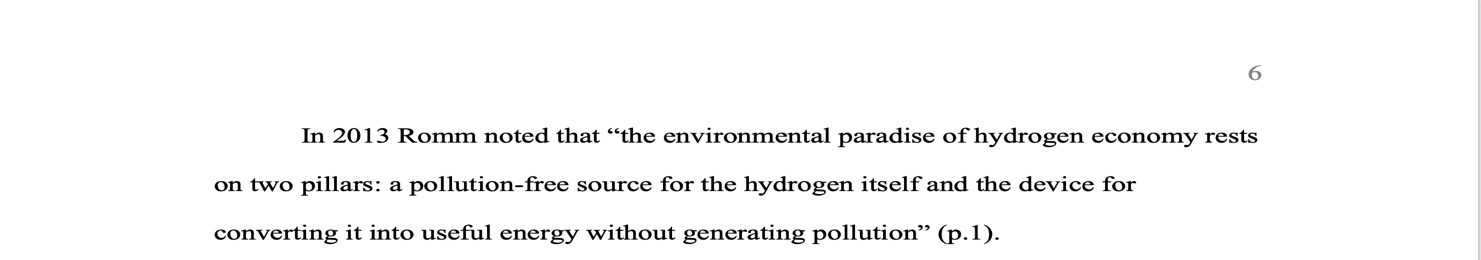 6
In 2013 Romm noted that “the environmental paradise of hydrogen economy rests
on two pillars: a pollution-free source for the hydrogen itself and the device for
converting it into useful energy without generating pollution” (p.1).